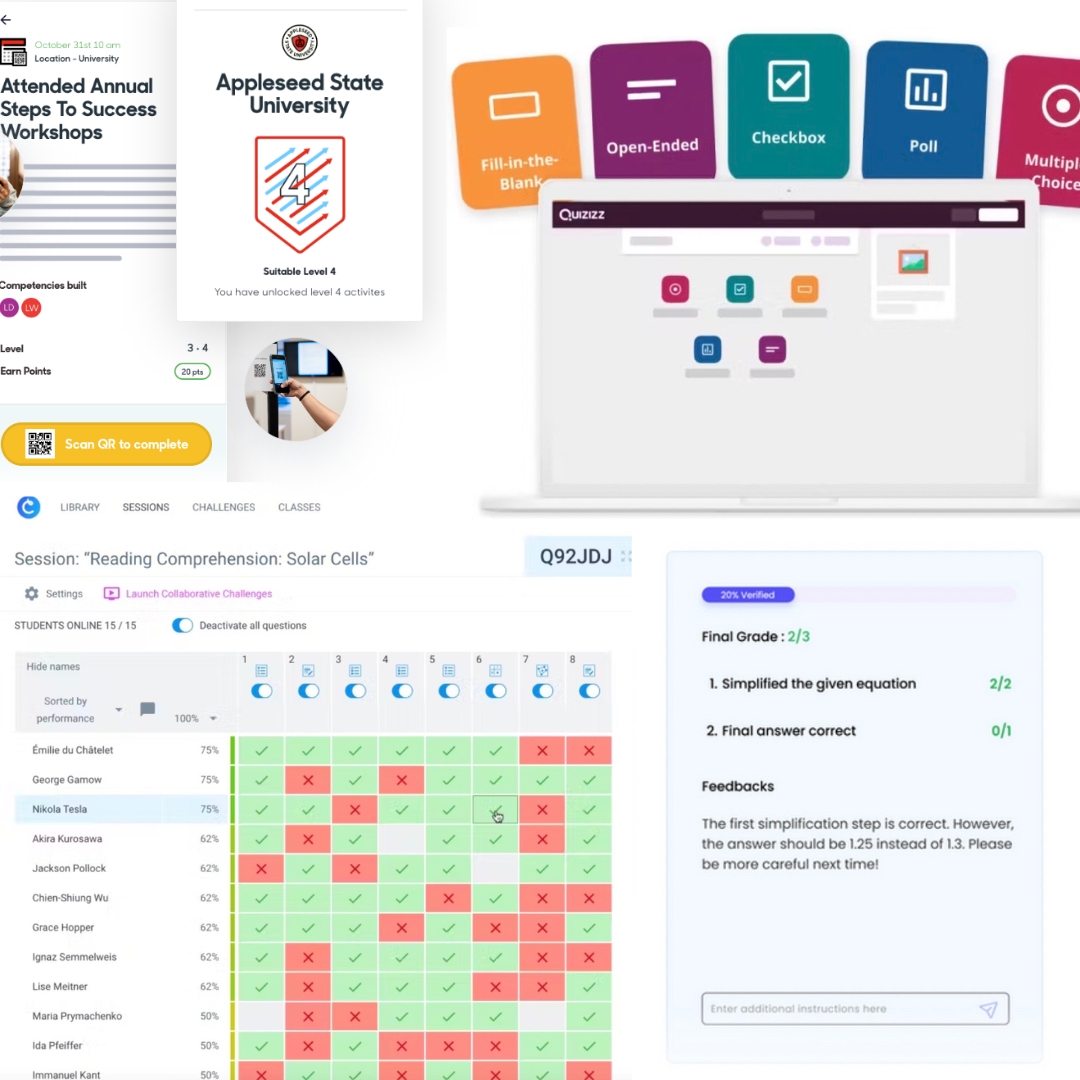 October 31st 10 am
Location - University
Attended Annual
Steps To Success
Workshops
Competencies built
LD
LW
Level
3 - 4
Earn Points
20 pts
Scan QR to complete
Appleseed State
University
4
Suitable Level 4
You have unlocked level 4 activites
Fill-in-the-
Blank
Open-Ended
Checkbox
Poll
Multipl
Choice
QUIZIZZ
LIBRARY
SESSIONS
CHALLENGES
CLASSES
Session: “Reading Comprehension: Solar Cells”
Q92JDJ
Settings
Launch Collaborative Challenges
STUDENTS ONLINE 15 / 15
Deactivate all questions
Hide names
1 2 3 4 5 6 7 8
Sorted by
performance
100%
Émilie du Châtelet 75%
George Gamow 75%
Nikola Tesla 75%
Akira Kurosawa 62%
Jackson Pollock 62%
Chien-Shiung Wu 62%
Grace Hopper 62%
Ignaz Semmelweis 62%
Lise Meitner 62%
Maria Prymachenko 50%
Ida Pfeiffer 50%
Immanuel Kant 50%
20% Verified
Final Grade : 2/3
1. Simplified the given equation 2/2
2. Final answer correct 0/1
Feedbacks
The first simplification step is correct. However,
the answer should be 1.25 instead of 1.3. Please
be more careful next time!
Enter additional instructions here